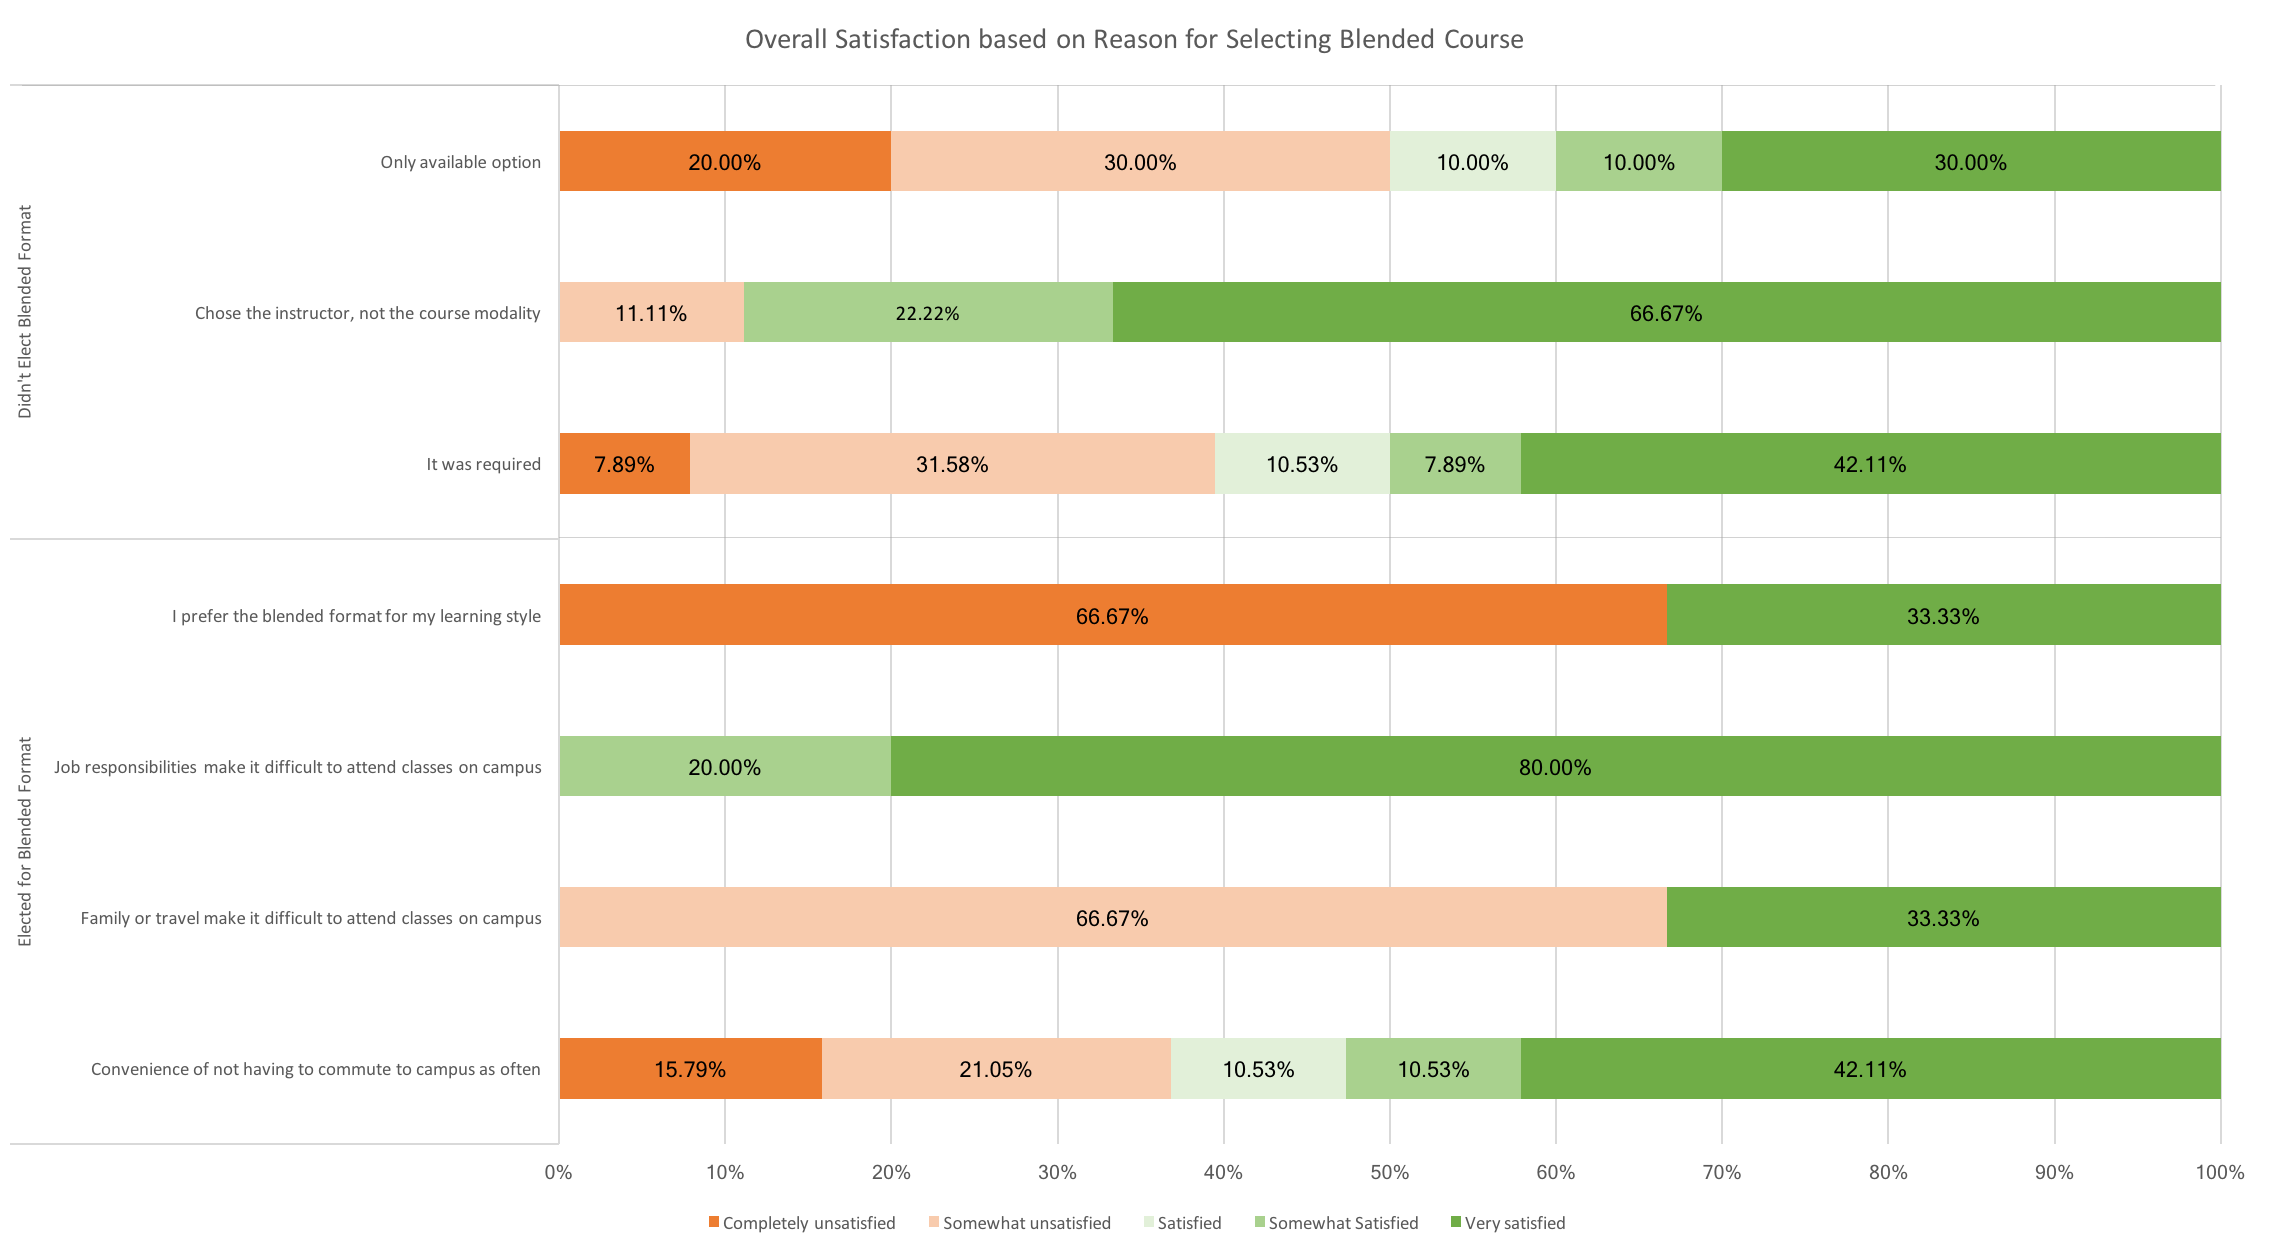 Overall Satisfaction based on Reason for Selecting Blended Course
Didn't Elect Blended Format
Only available option
20.00% 30.00% 10.00% 10.00% 30.00%
Chose the instructor, not the course modality
11.11% 22.22% 66.67%
It was required
7.89% 31.58% 10.53% 7.89% 42.11%
Elected for Blended Format
I prefer the blended format for my learning style
66.67% 33.33%
Job responsibilities make it difficult to attend classes on campus
20.00% 80.00%
Family or travel make it difficult to attend classes on campus
66.67% 33.33%
Convenience of not having to commute to campus as often
15.79% 21.05% 10.53% 10.53% 42.11%
0% 10% 20% 30% 40% 50% 60% 70% 80% 90% 100%
Completely unsatisfied Somewhat unsatisfied Satisfied Somewhat Satisfied Very satisfied